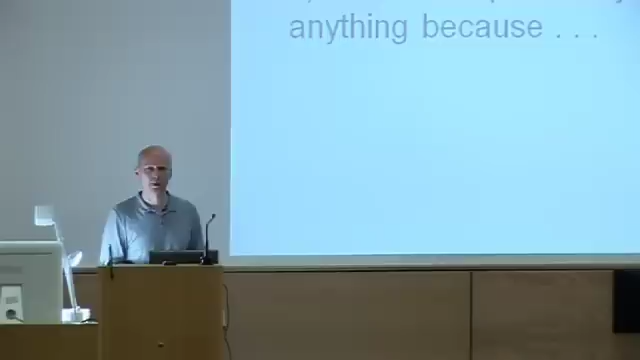 anything because . . .